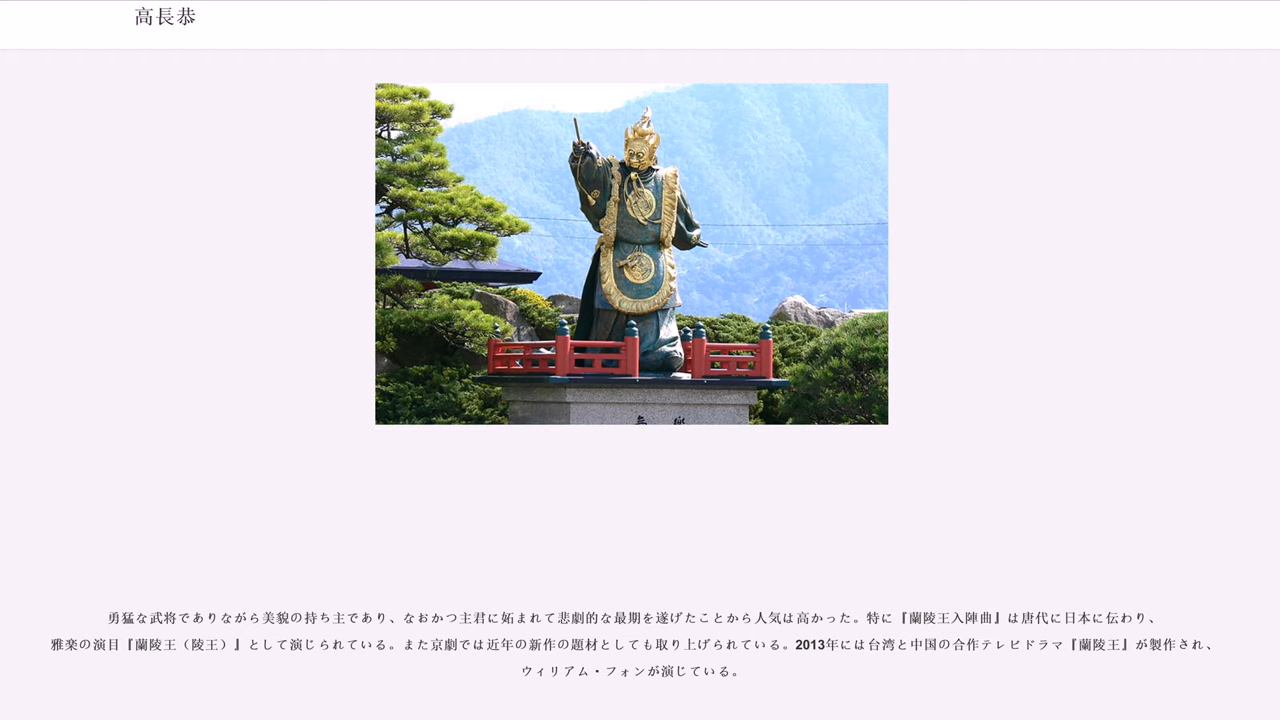 高長恭
勇猛な武将でありながら美貌の持ち主であり、なおかつ主君に妬まれて悲劇的な最期を遂げたことから人気は高かった。特に『蘭陵王入陣曲』は唐代に日本に伝わり、
雅楽の演目『蘭陵王（陵王）』として演じられている。また京劇では近年の新作の題材としても取り上げられている。2013年には台湾と中国の合作テレビドラマ『蘭陵王』が製作され、
ウィリアム・フォンが演じている。